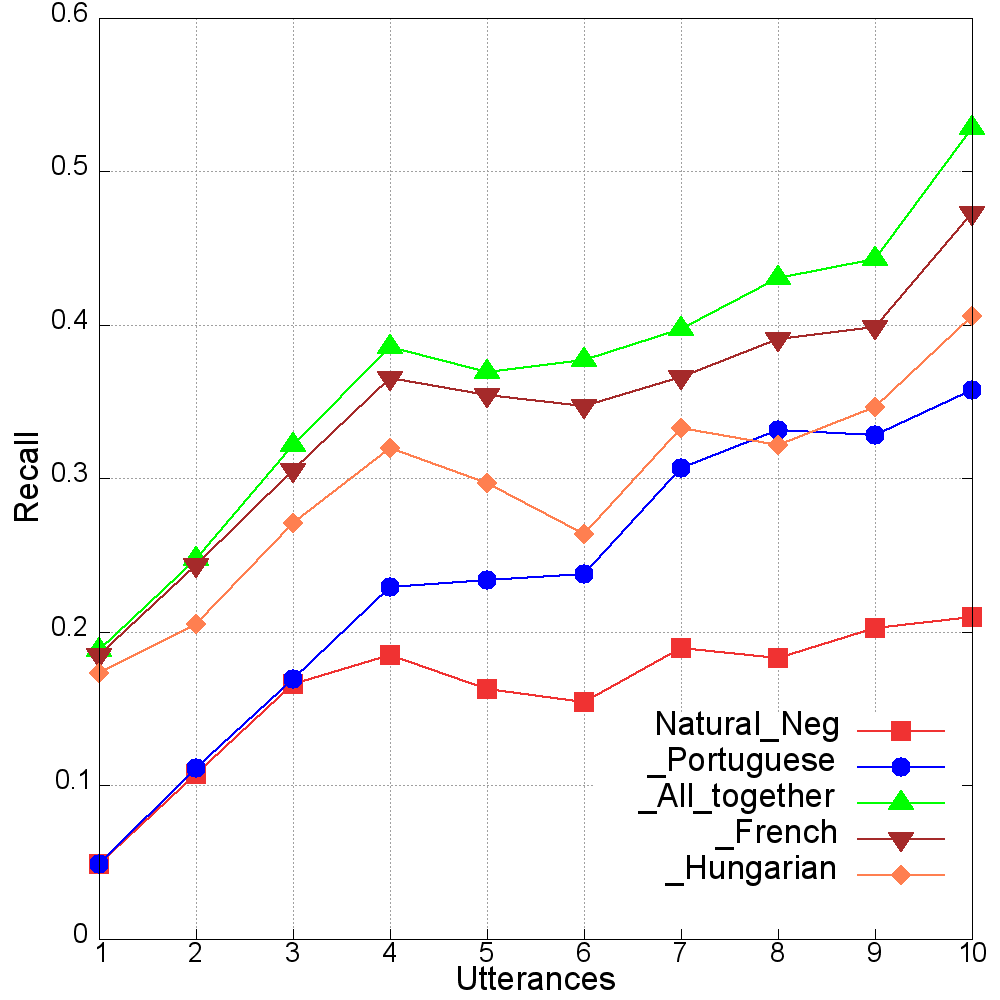 0.6
0.5
0.4
0.3
0.2
0.1
0
Recall
Natural_Neg
_Portuguese
_All_together
_French
_Hungarian
1 2 3 4 5 6 7 8 9 10
Utterances